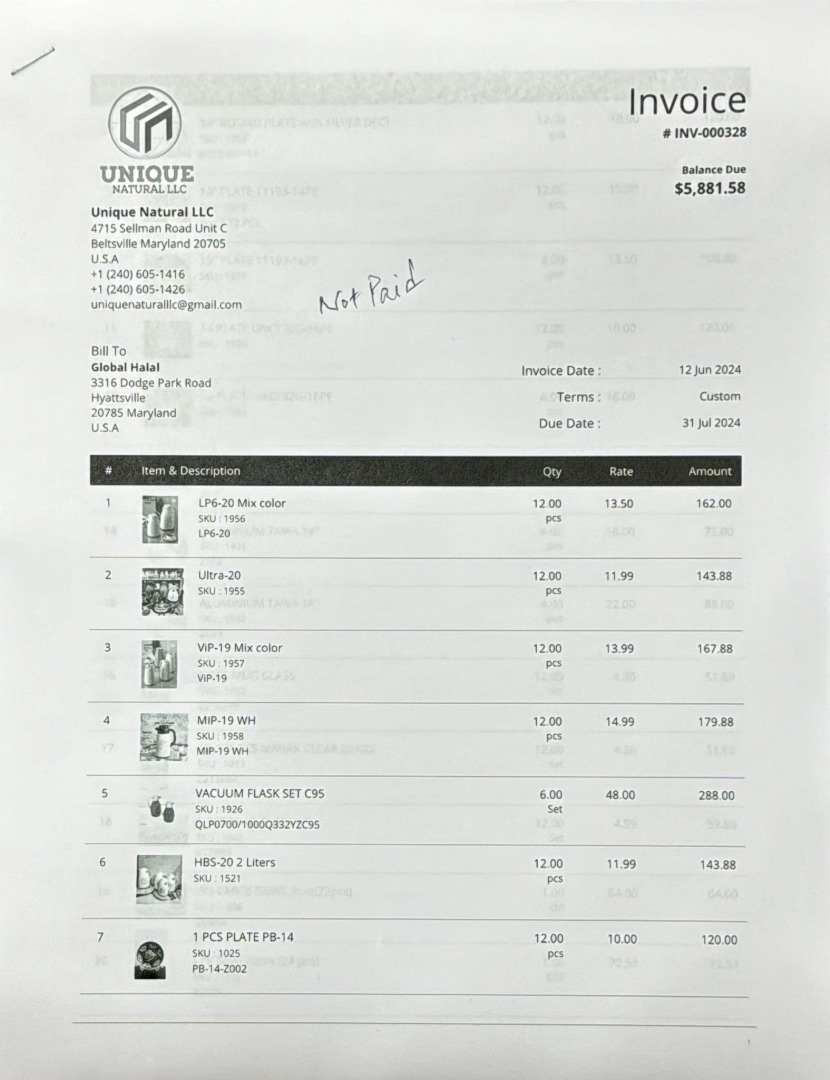 Invoice
# INV-000328
Balance Due
$5,881.58
UNIQUE
NATURAL LLC
Unique Natural LLC
4715 Sellman Road Unit C
Beltsville Maryland 20705
U.S.A
+1 (240) 605-1416
+1 (240) 605-1426
uniquenaturalllc@gmail.com
Not Paid
Bill To
Global Halal
3316 Dodge Park Road
Hyattsville
20785 Maryland
U.S.A
Invoice Date : 12 Jun 2024
Terms : Custom
Due Date : 31 Jul 2024
# Item & Description Qty Rate Amount
1 LP6-20 Mix color 12.00 13.50 162.00
SKU : 1956 pcs
LP6-20
2 Ultra-20 12.00 11.99 143.88
SKU : 1955 pcs
3 ViP-19 Mix color 12.00 13.99 167.88
SKU : 1957 pcs
ViP-19
4 MIP-19 WH 12.00 14.99 179.88
SKU : 1958 pcs
MIP-19 WH
5 VACUUM FLASK SET C95 6.00 48.00 288.00
SKU : 1926 Set
QLP0700/1000Q332YZC95
6 HBS-20 2 Liters 12.00 11.99 143.88
SKU : 1521 pcs
7 1 PCS PLATE PB-14 12.00 10.00 120.00
SKU : 1025 pcs
PB-14-Z002
1